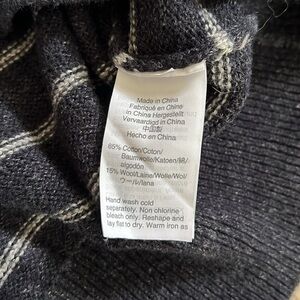 Made in China
Fabriqué en Chine
in China Hergestellt
Vervaardigd in China
中国製
Hecho en China
85% Cotton/Coton/
Baumwolle/Katoen/綿/
algodón
15% Wool/Laine/Wolle/Wol/
ウール/lana
Hand wash cold
separately. Non chlorine
bleach only. Reshape and
lay flat to dry. Warm iron as